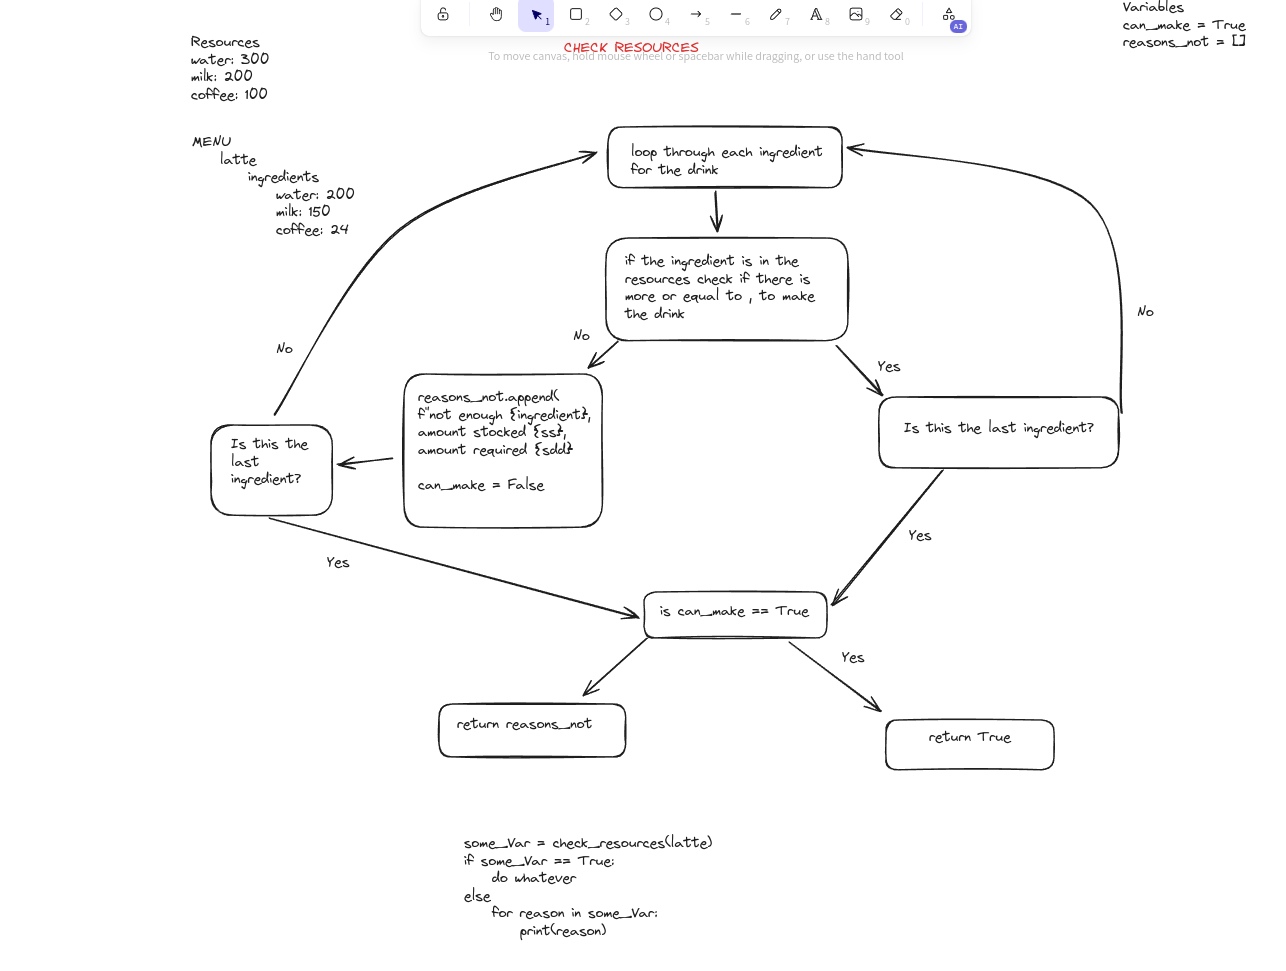 1
2
3
4
5
6
7
8
9
0
AI
CHECK RESOURCES
To move canvas, hold mouse wheel or spacebar while dragging, or use the hand tool
Variables
can_make = True
reasons_not = []
Resources
water: 300
milk: 200
coffee: 100
MENU
latte
ingredients
water: 200
milk: 150
coffee: 24
loop through each ingredient
for the drink
if the ingredient is in the
resources check if there is
more or equal to , to make
the drink
No
No
No
Yes
reasons_not.append(
f"not enough {ingredient},
amount stocked {ss},
amount required {sdd}
can_make = False
Is this the last ingredient?
Is this the
last
ingredient?
Yes
Yes
is can_make == True
Yes
return reasons_not
return True
some_Var = check_resources(latte)
if some_Var == True:
do whatever
else
for reason in some_Var:
print(reason)